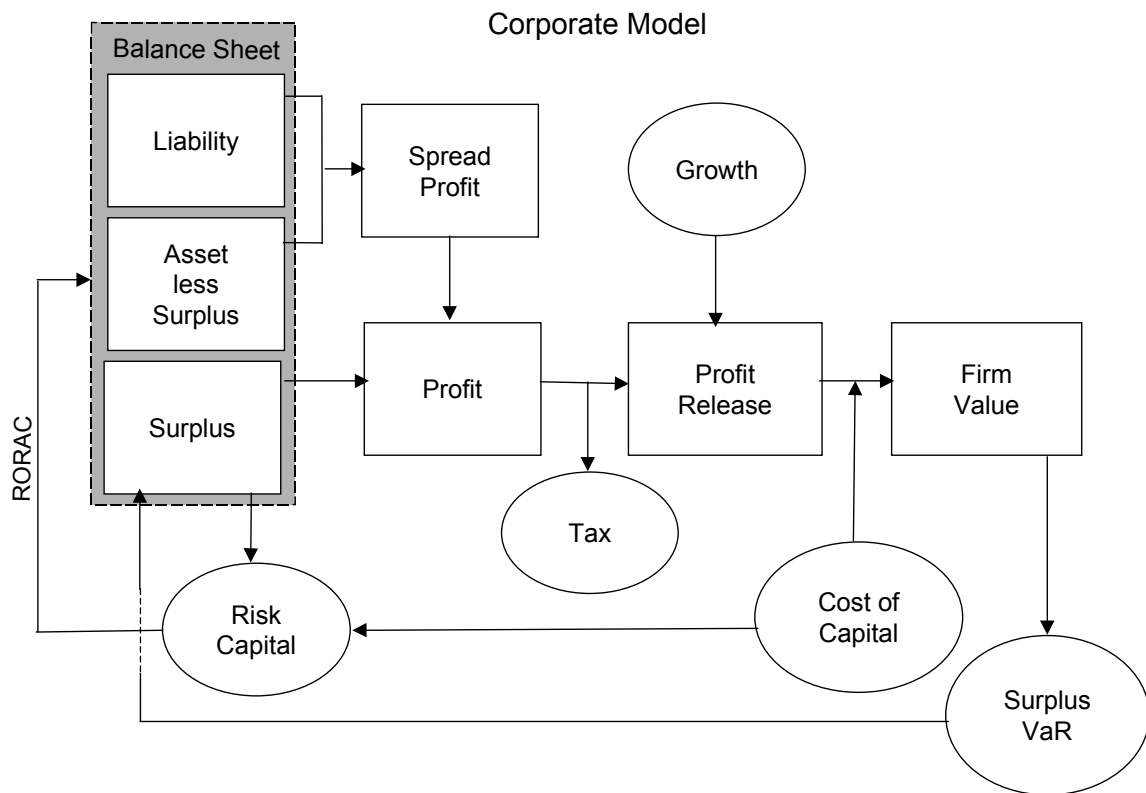 Corporate Model
Balance Sheet
Liability
Spread
Profit
Growth
Asset
less
Surplus
Profit
Profit
Release
Firm
Value
Surplus
RORAC
Tax
Risk
Capital
Cost of
Capital
Surplus
VaR